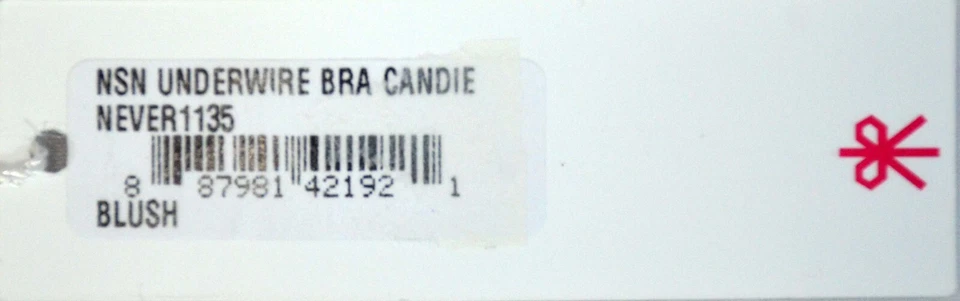 NSN UNDERWIRE BRA CANDIE
NEVER1135
8 87981 42192 1
BLUSH